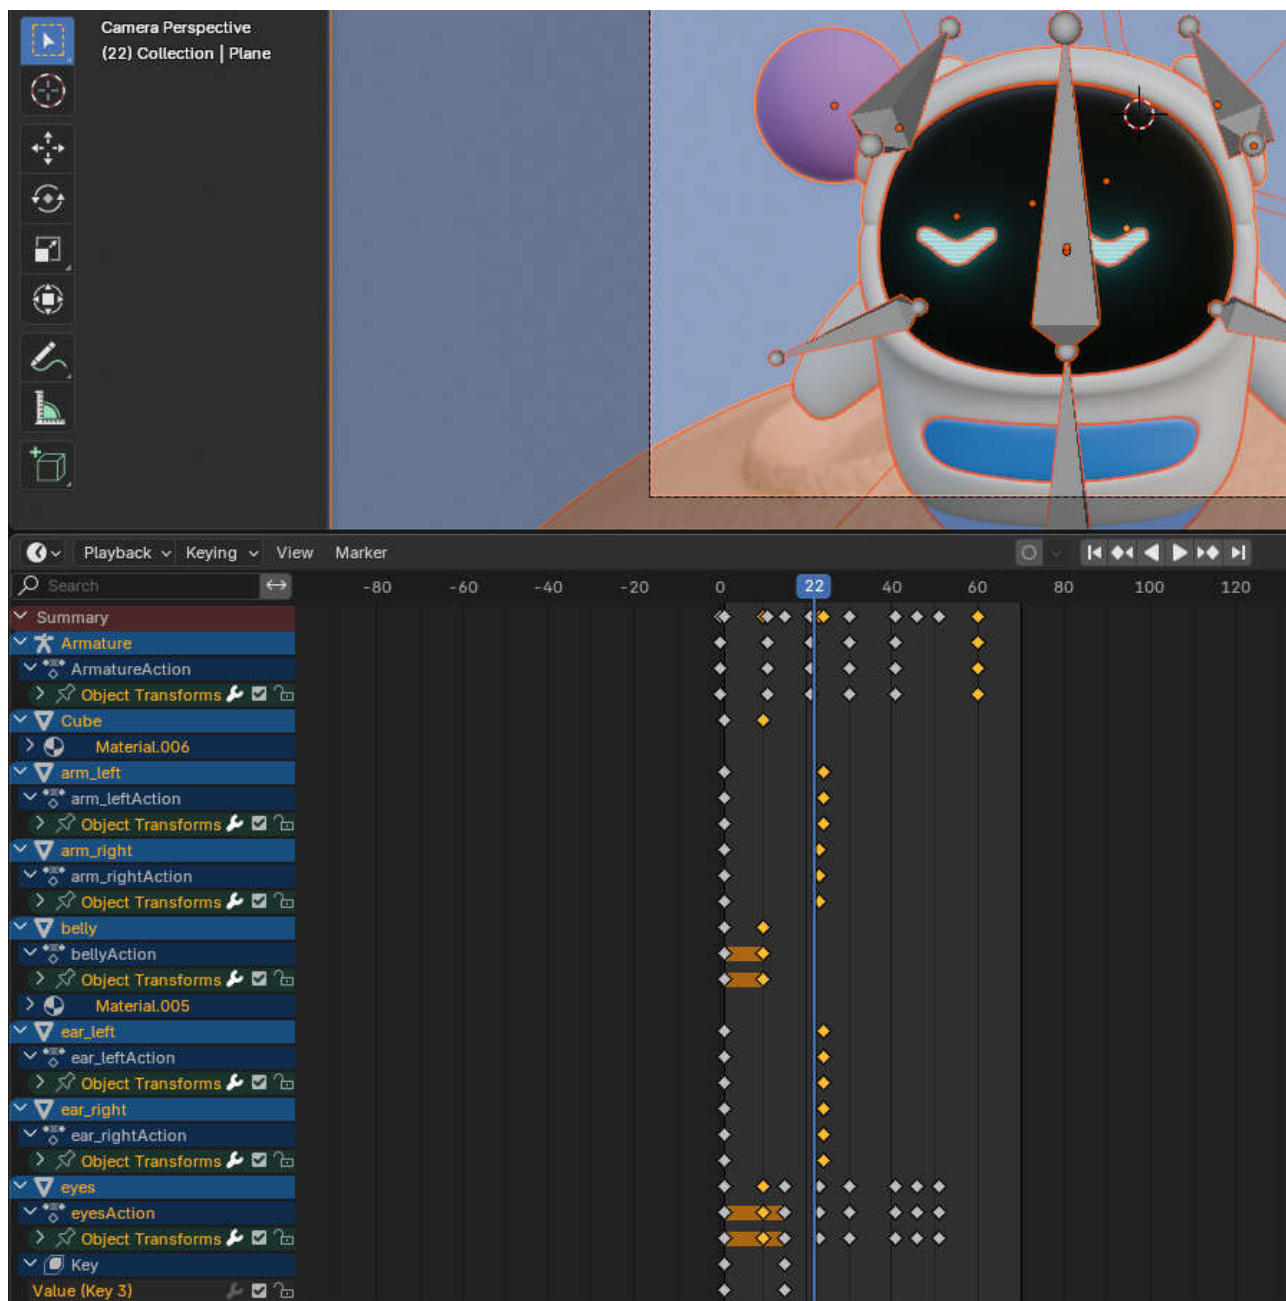 Camera Perspective
(22) Collection | Plane
Playback Keying View Marker
Search -80 -60 -40 -20 0 22 40 60 80 100 120
Summary
Armature
ArmatureAction
Object Transforms
Cube
Material.006
arm_left
arm_leftAction
Object Transforms
arm_right
arm_rightAction
Object Transforms
belly
bellyAction
Object Transforms
Material.005
ear_left
ear_leftAction
Object Transforms
ear_right
ear_rightAction
Object Transforms
eyes
eyesAction
Object Transforms
Key
Value (Key 3)